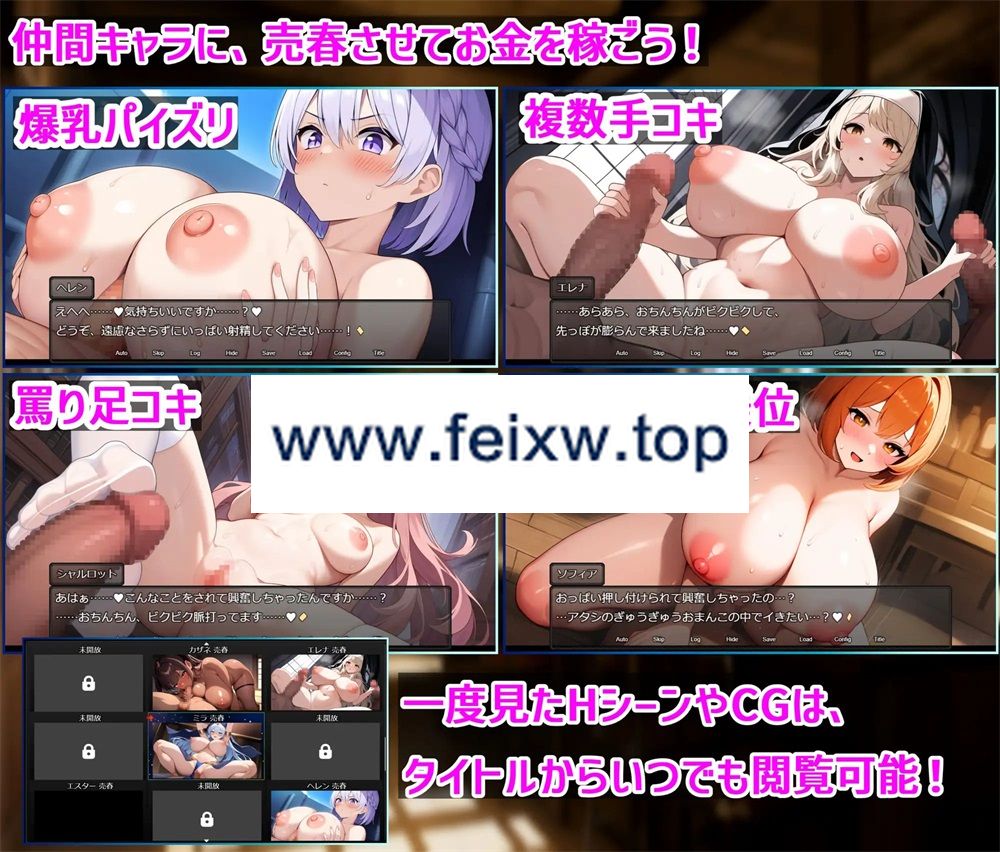 仲間キャラに、売春させてお金を稼ごう！
爆乳パイズリ
複数手コキ
ヘレン
えへへ……♥気持ちいいですか……？♥
どうぞ、遠慮なさらずにいっぱい射精してください……！
Auto Skip Log Hide Save Load Config Title
エレナ
……あらあら、おちんちんがビクビクして、
先っぽが膨らんで来ましたね……♥
Auto Skip Log Hide Save Load Config Title
罵り足コキ
位
www.feixw.top
シャルロット
あはぁ……♥こんなことをされて興奮しちゃったんですか……？
……おちんちん、ビクビク脈打ってます……♥
ソフィア
おっぱい押し付けられて興奮しちゃったの…？
…アタシのぎゅうぎゅうおまんこの中でイきたい…？♥
Auto Skip Log Hide Save Load Config Title
未開放
カザネ 売春
エレナ 売春
未開放
ミラ 売春
未開放
エスター 売春
未開放
ヘレン 売春
一度見たHシーンやCGは、
タイトルからいつでも閲覧可能！